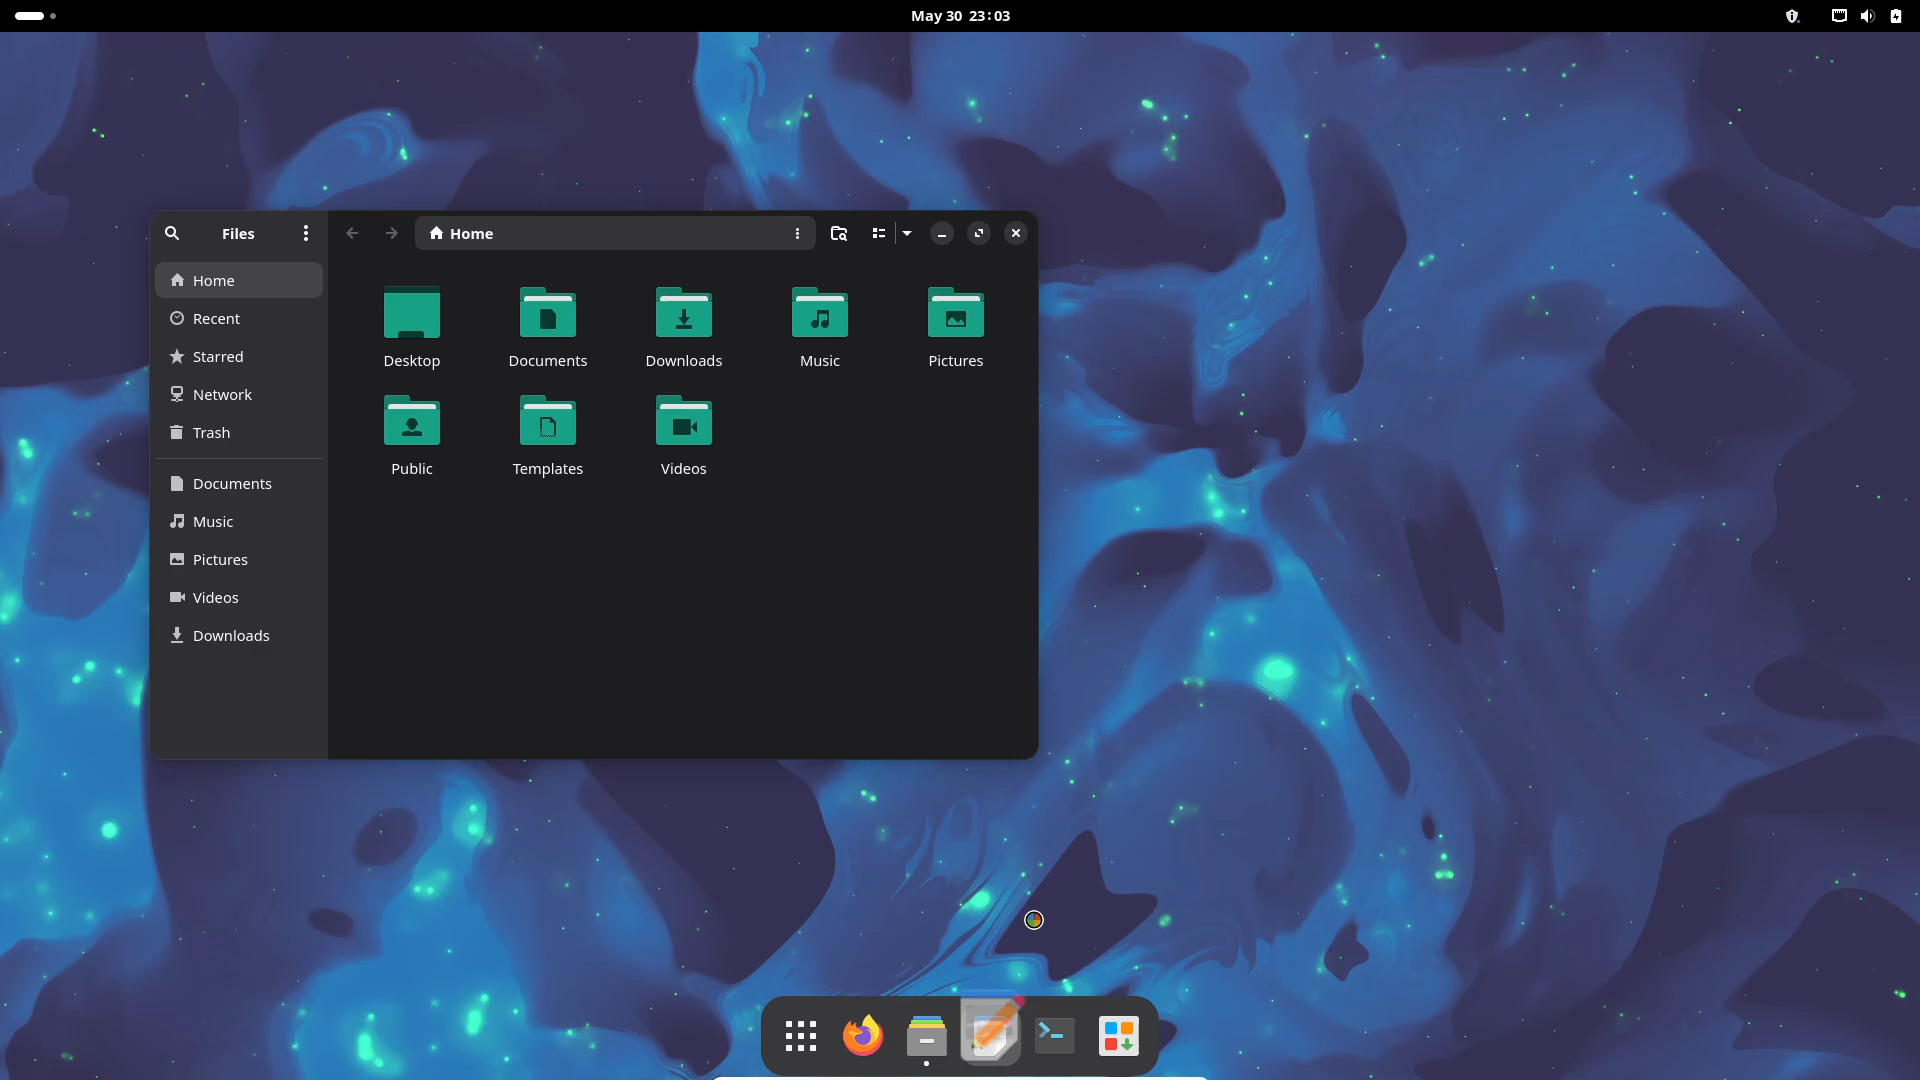 May 30 23:03
Files
Home
Home
Recent
Starred
Network
Trash
Documents
Music
Pictures
Videos
Downloads
Desktop
Documents
Downloads
Music
Pictures
Public
Templates
Videos